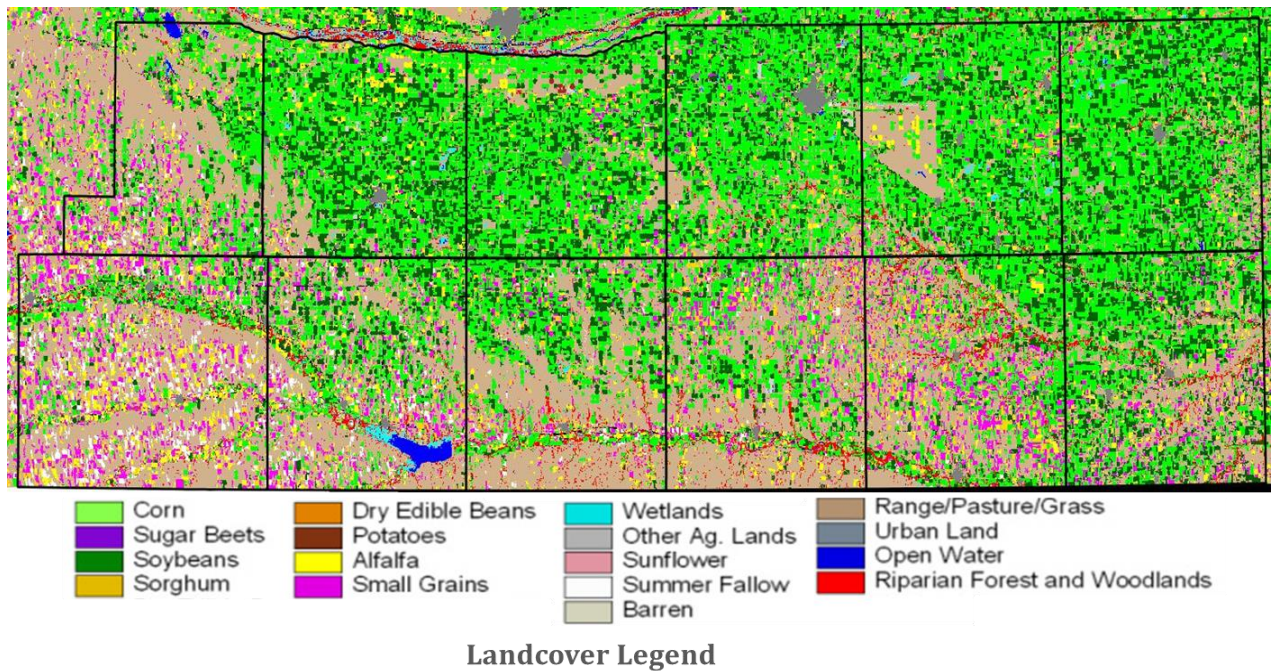 Corn
Sugar Beets
Soybeans
Sorghum
Dry Edible Beans
Potatoes
Alfalfa
Small Grains
Wetlands
Other Ag. Lands
Sunflower
Summer Fallow
Barren
Range/Pasture/Grass
Urban Land
Open Water
Riparian Forest and Woodlands
Landcover Legend